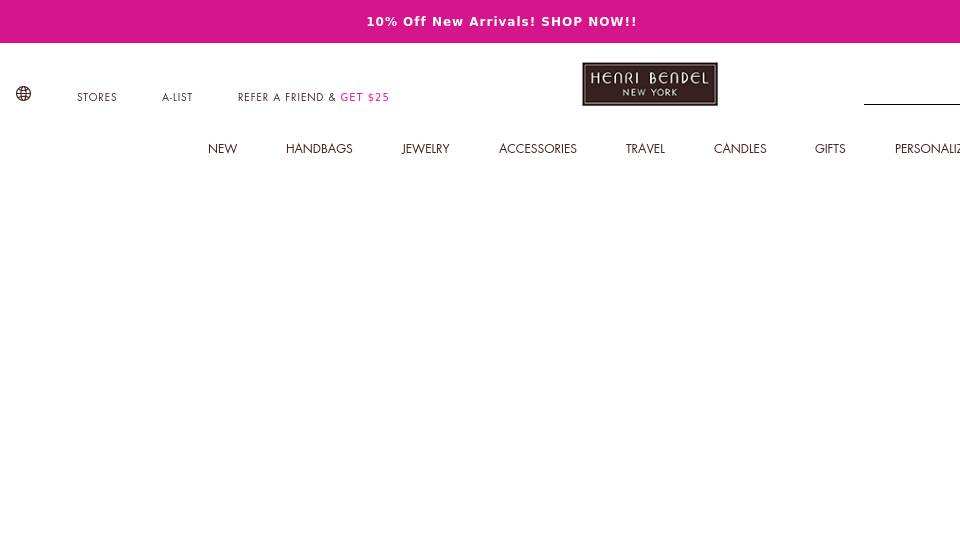 10% Off New Arrivals! SHOP NOW!!
HENRI BENDEL
NEW YORK
STORES A-LIST REFER A FRIEND & GET $25
NEW HANDBAGS JEWELRY ACCESSORIES TRAVEL CANDLES GIFTS